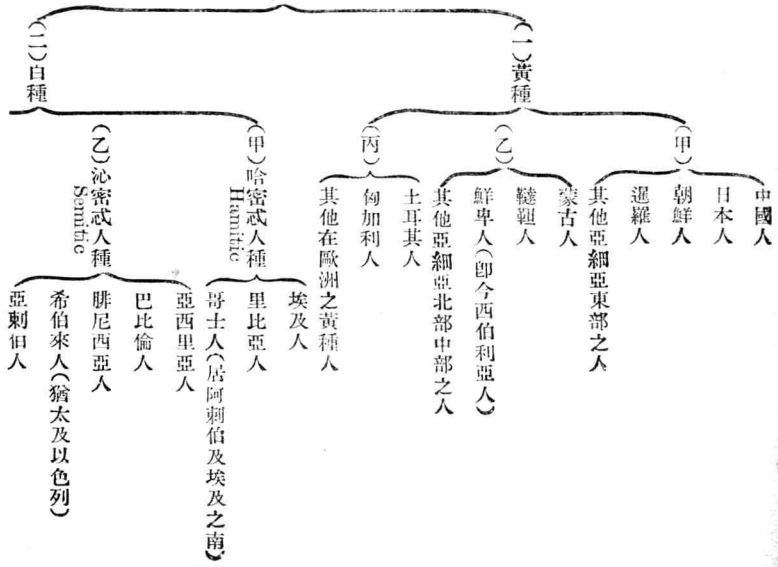 (一)黃種
(甲)
中國人
日本人
朝鮮人
暹羅人
其他亞細亞東部之人
(乙)
蒙古人
韃靼人
鮮卑人(卽今西伯利亞人)
其他亞細亞北部中部之人
(丙)
土耳其人
匈加利人
其他在歐洲之黃種人
(二)白種
(甲)哈密忒人種
Hamitic
埃及人
里比亞人
哥士人(居阿剌伯及埃及之南)
(乙)沁密忒人種
Semitic
亞西里亞人
巴比倫人
腓尼西亞人
希伯來人(猶太及以色列)
亞剌伯人